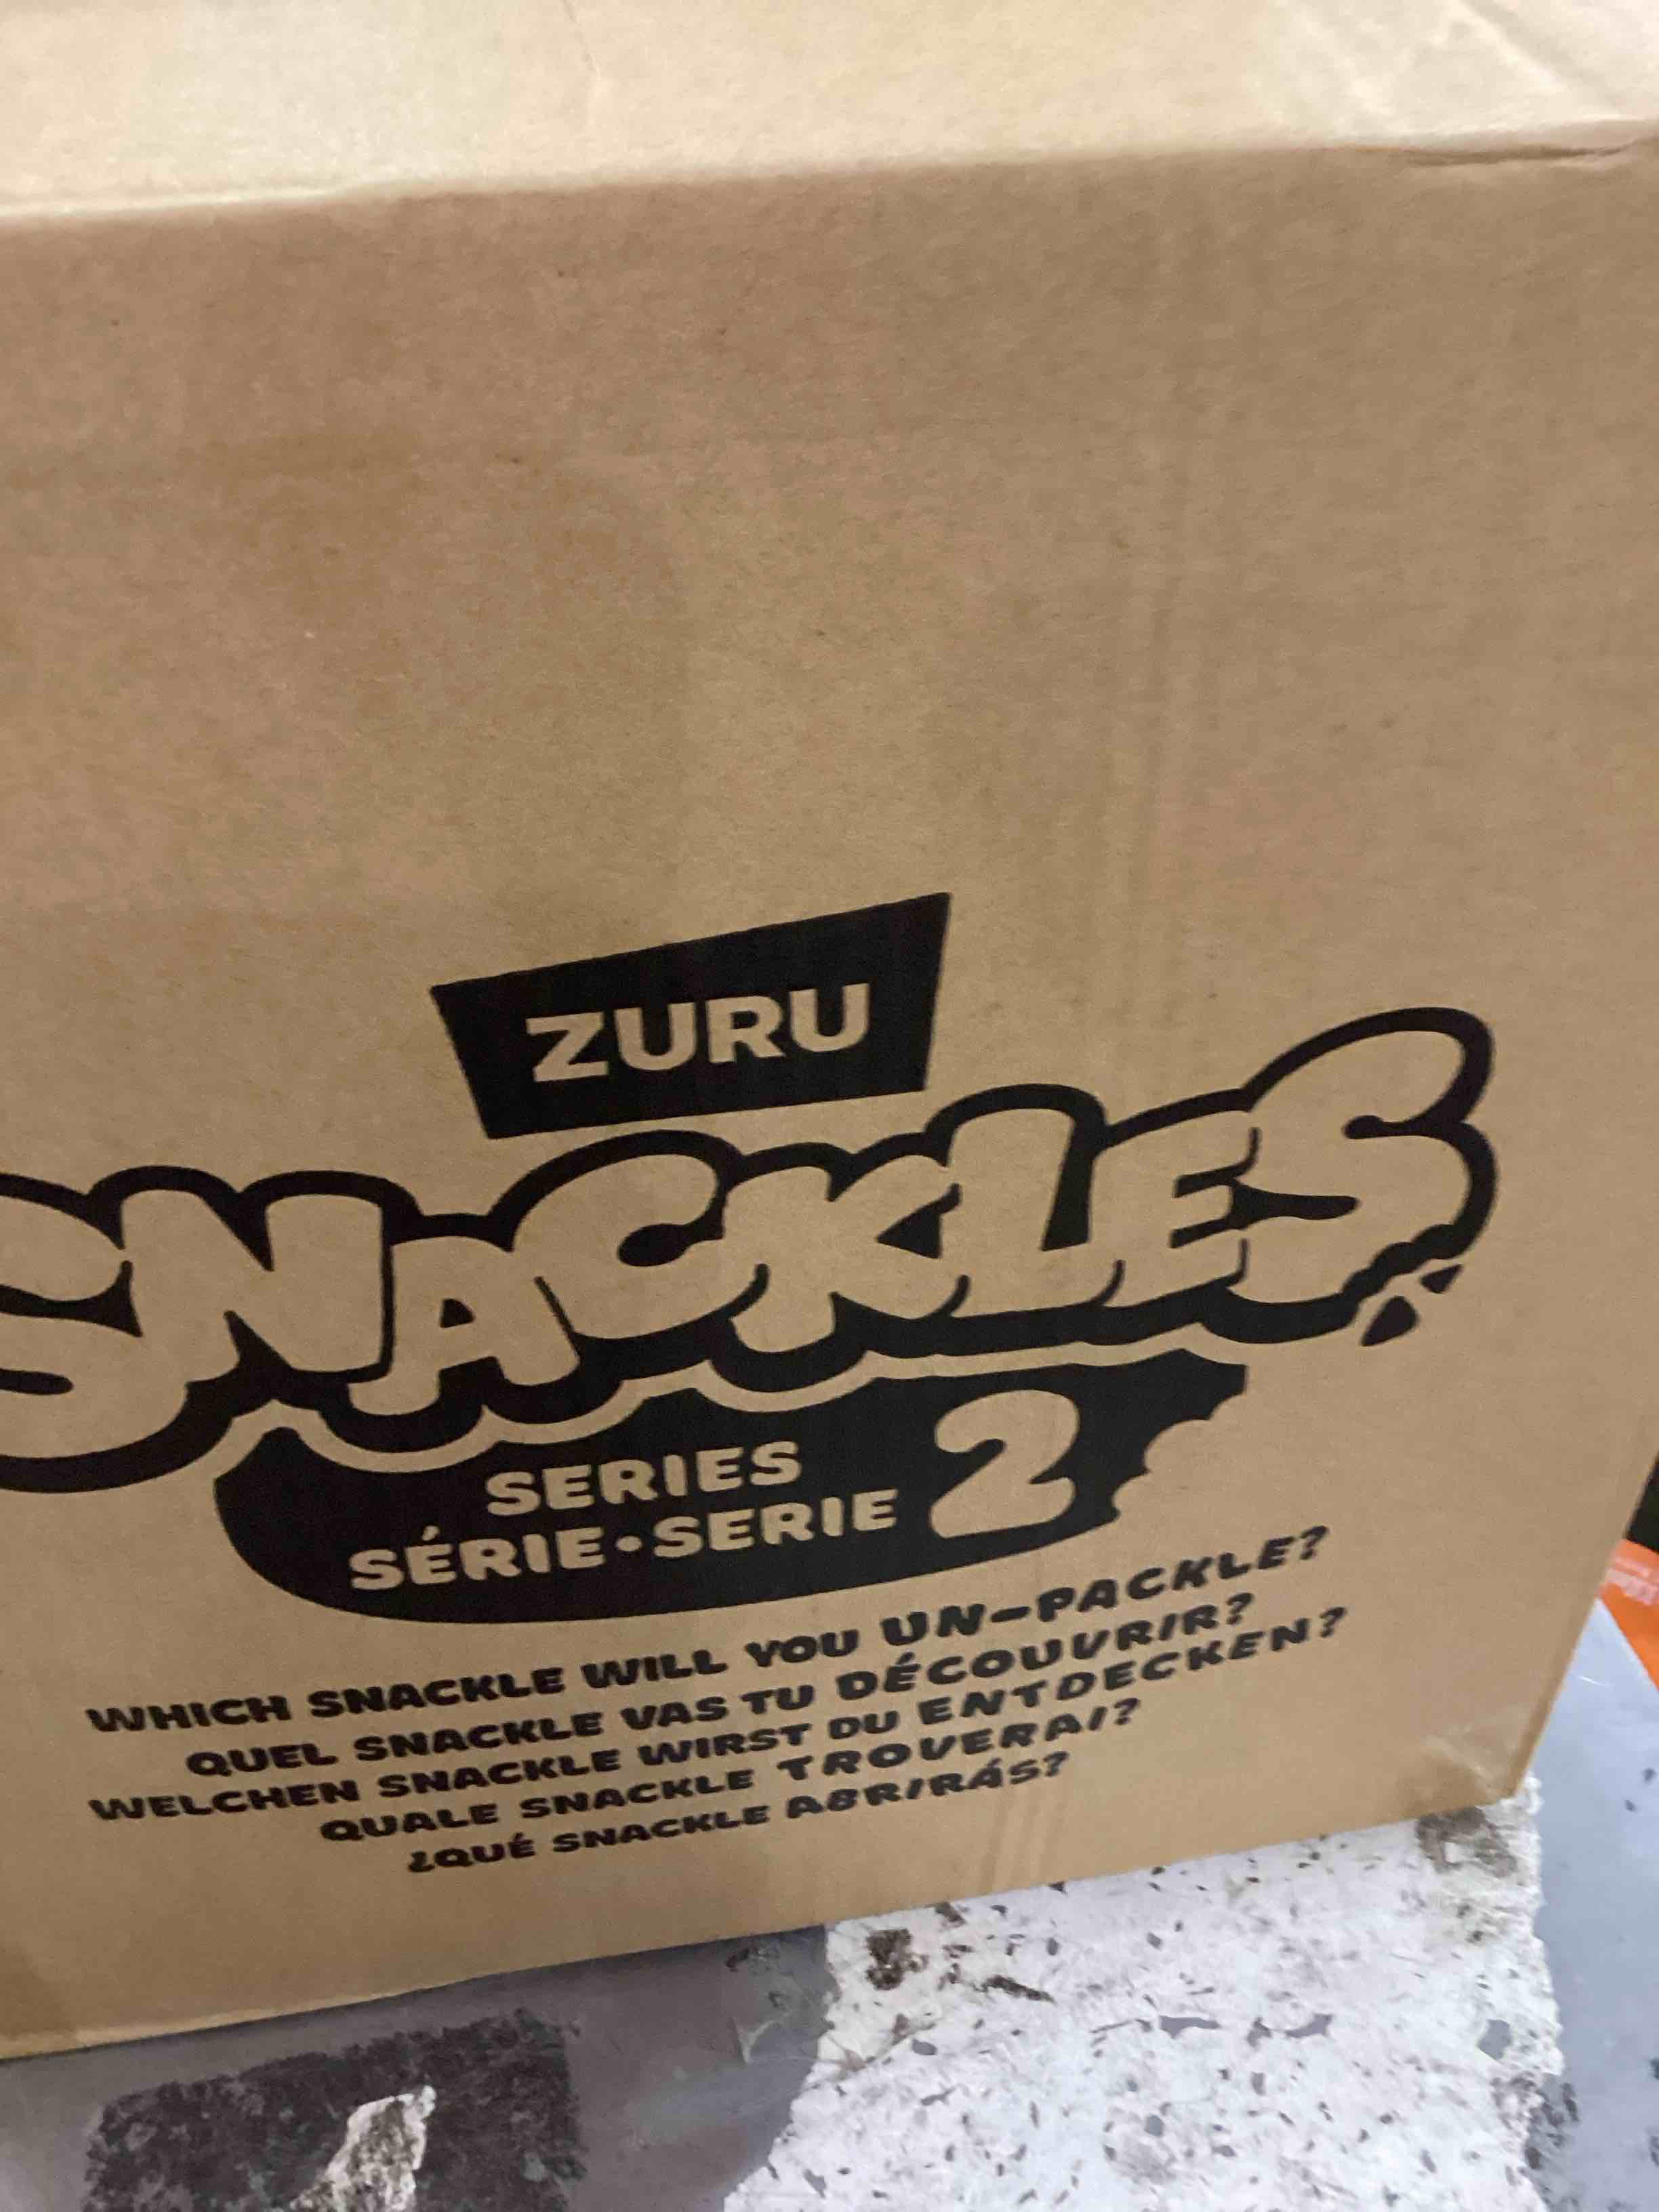 ZURU
SNACKLES
SERIES
SÉRIE•SERIE 2
WHICH SNACKLE WILL YOU UN-PACKLE?
QUEL SNACKLE VAS TU DÉCOUVRIR?
WELCHEN SNACKLE WIRST DU ENTDECKEN?
QUALE SNACKLE TROVERAI?
¿QUÉ SNACKLE ABRIRÁS?